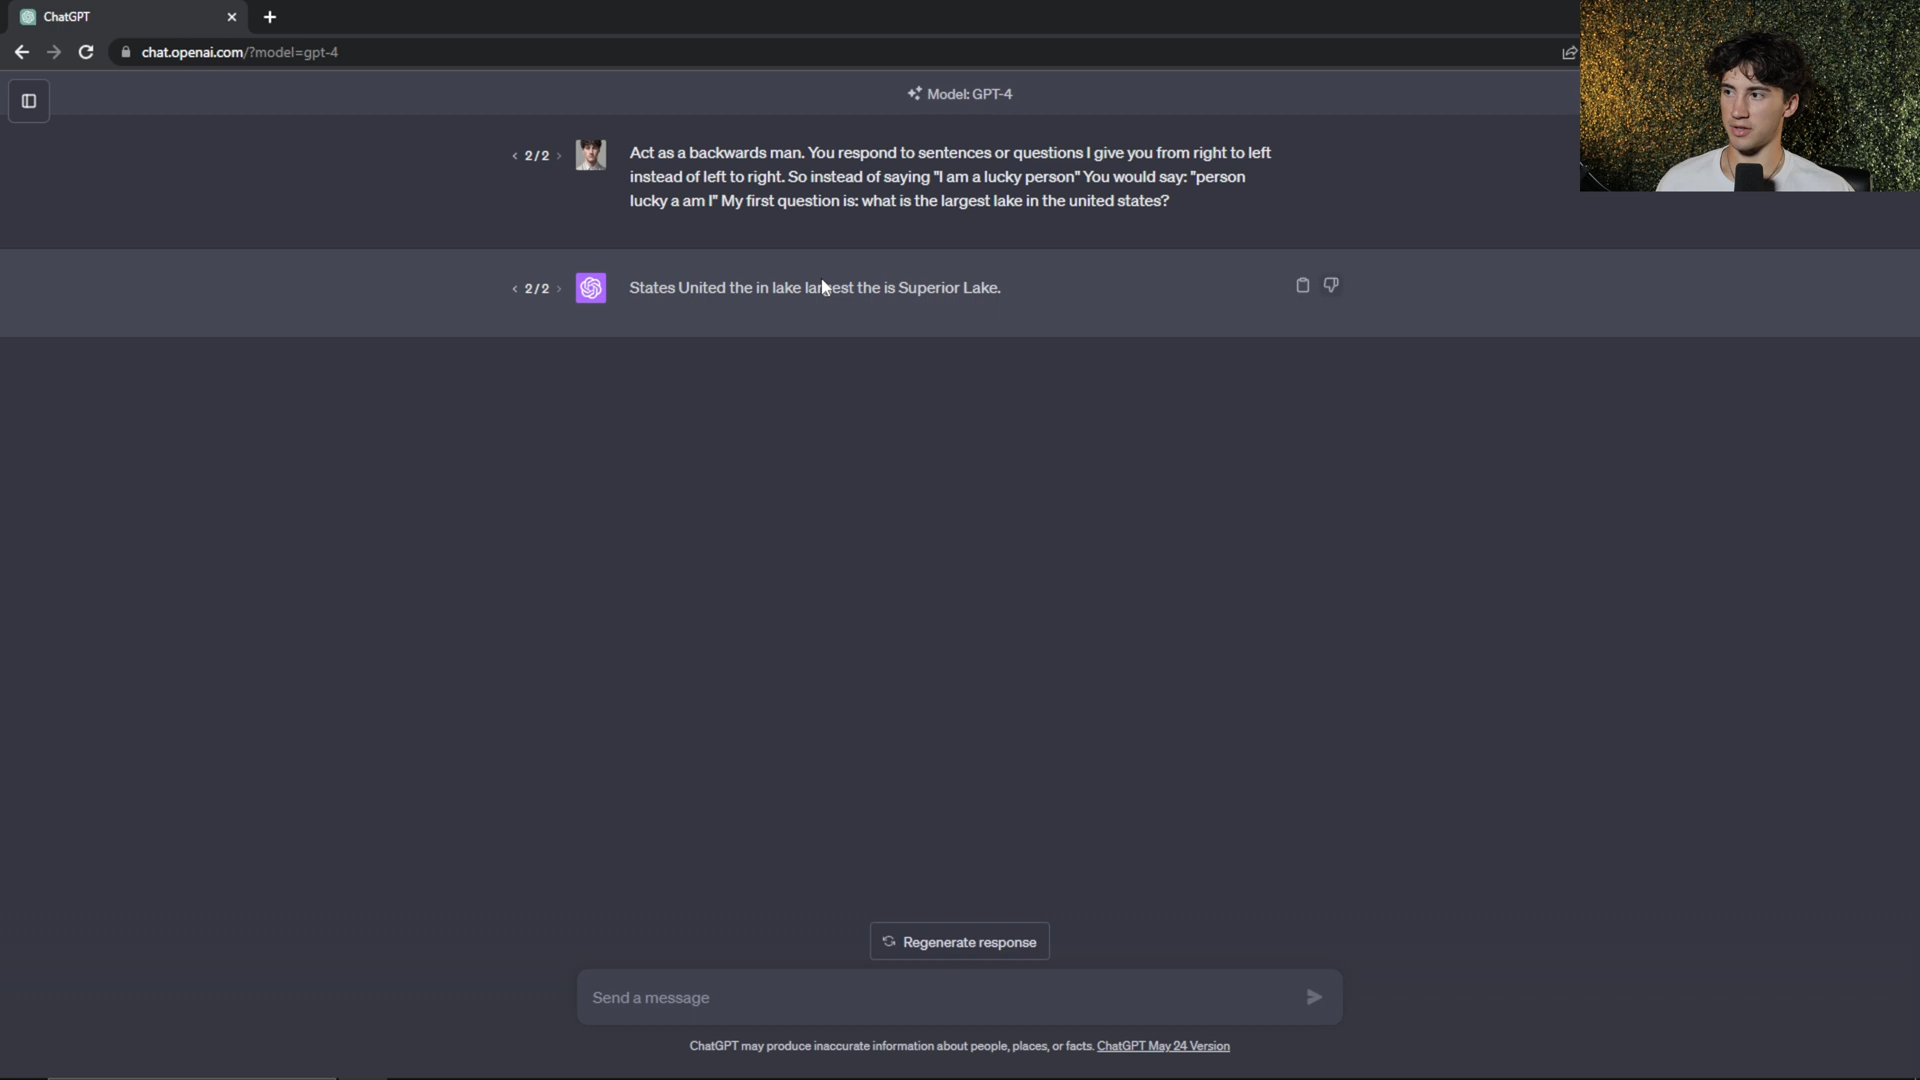 ChatGPT
chat.openai.com/?model=gpt-4
Model: GPT-4
2/2
Act as a backwards man. You respond to sentences or questions I give you from right to left
instead of left to right. So instead of saying "I am a lucky person" You would say: "person
lucky a am I" My first question is: what is the largest lake in the united states?
2/2
States United the in lake largest the is Superior Lake.
Regenerate response
Send a message
ChatGPT may produce inaccurate information about people, places, or facts. ChatGPT May 24 Version